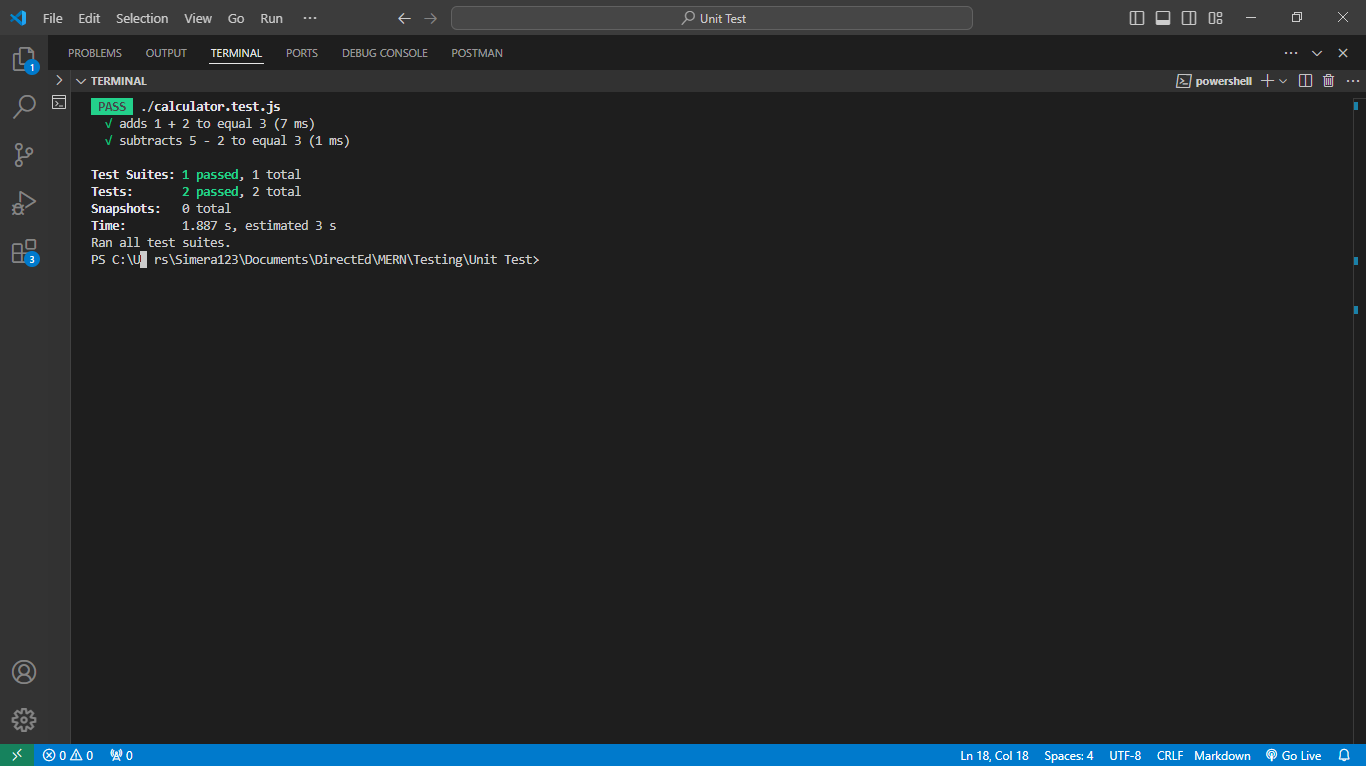 File Edit Selection View Go Run ··· Unit Test
PROBLEMS OUTPUT TERMINAL PORTS DEBUG CONSOLE POSTMAN
1
TERMINAL powershell
PASS ./calculator.test.js
√ adds 1 + 2 to equal 3 (7 ms)
√ subtracts 5 - 2 to equal 3 (1 ms)
Test Suites: 1 passed, 1 total
Tests: 2 passed, 2 total
Snapshots: 0 total
Time: 1.887 s, estimated 3 s
Ran all test suites.
3
PS C:\U rs\Simera123\Documents\DirectEd\MERN\Testing\Unit Test>
0 0 0 Ln 18, Col 18 Spaces: 4 UTF-8 CRLF Markdown Go Live